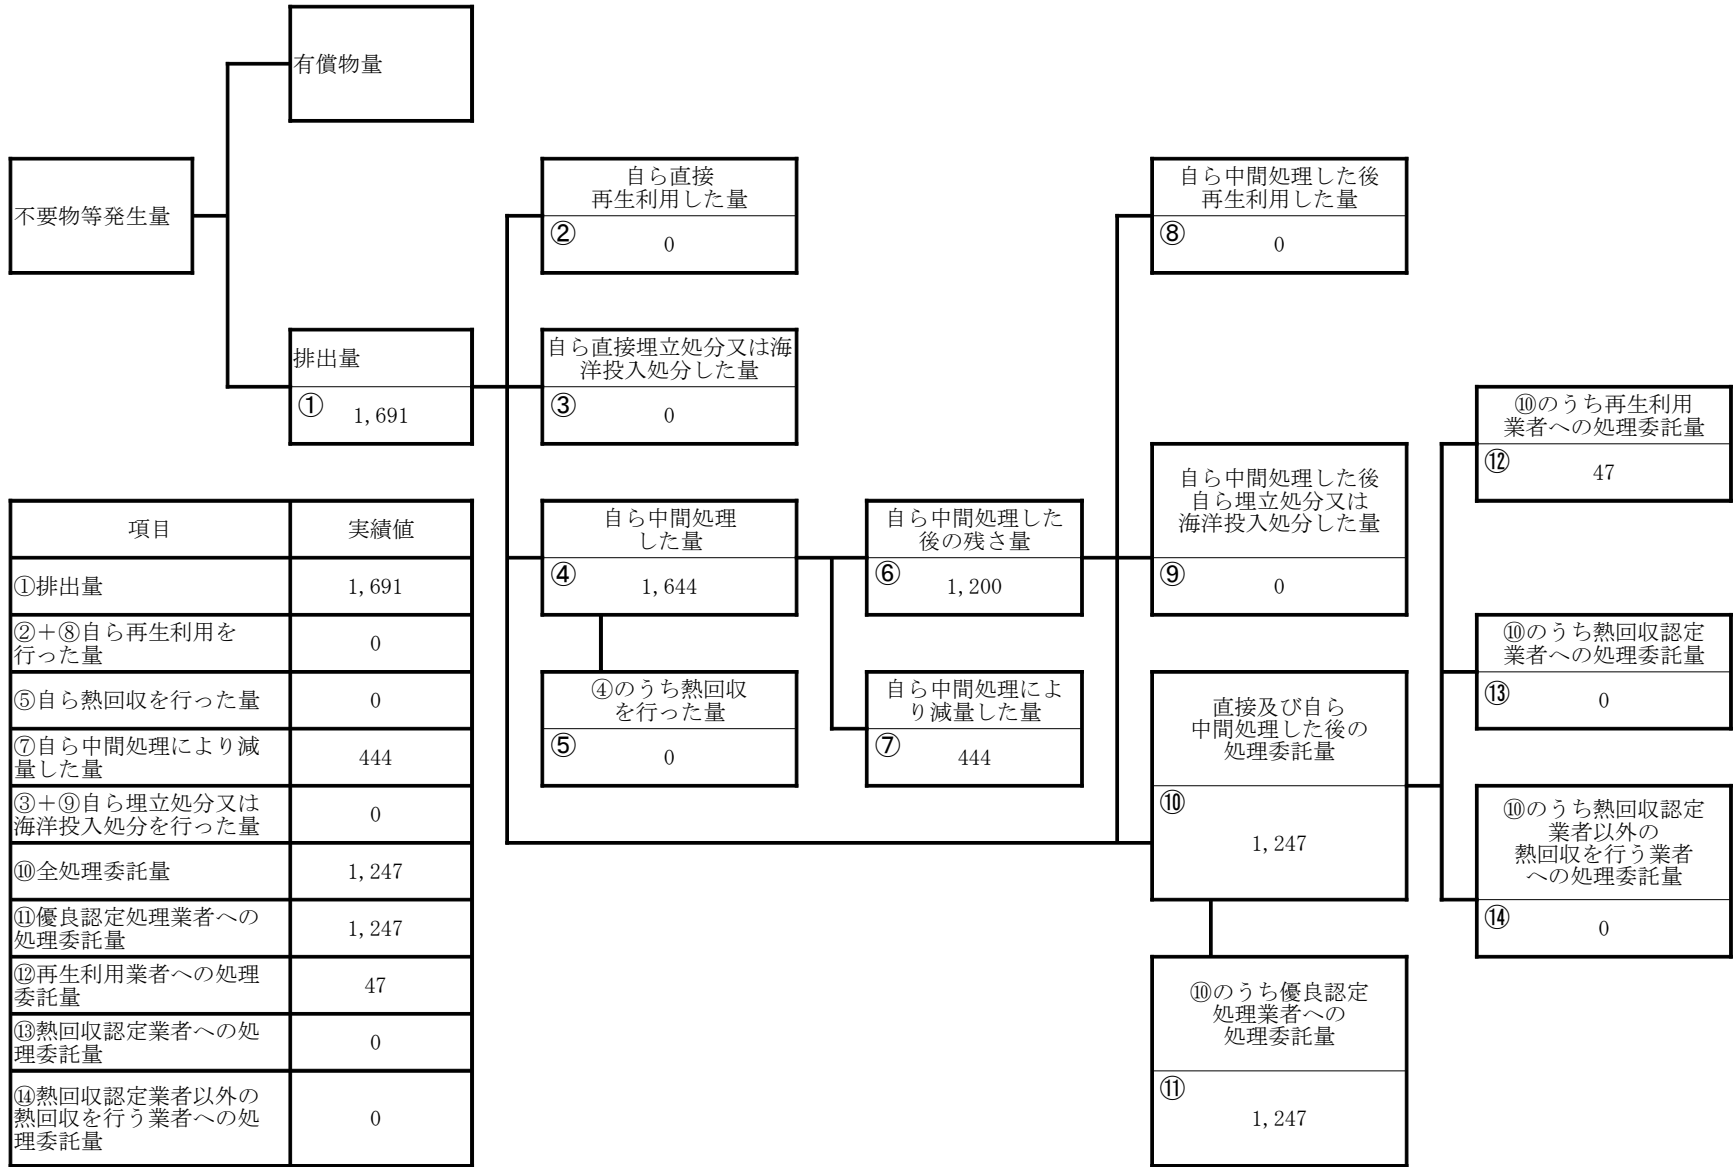 有償物量
不要物等発生量
排出量
① 1,691
自ら直接
再生利用した量
② 0
自ら直接埋立処分又は海
洋投入処分した量
③ 0
自ら中間処理
した量
④ 1,644
④のうち熱回収
を行った量
⑤ 0
自ら中間処理した
後の残さ量
⑥ 1,200
自ら中間処理によ
り減量した量
⑦ 444
自ら中間処理した後
再生利用した量
⑧ 0
自ら中間処理した後
自ら埋立処分又は
海洋投入処分した量
⑨ 0
直接及び自ら
中間処理した後の
処理委託量
⑩
1,247
⑩のうち優良認定
処理業者への
処理委託量
⑪
1,247
⑩のうち再生利用
業者への処理委託量
⑫ 47
⑩のうち熱回収認定
業者への処理委託量
⑬ 0
⑩のうち熱回収認定
業者以外の
熱回収を行う業者
への処理委託量
⑭ 0
項目 実績値
①排出量 1,691
②+⑧自ら再生利用を
行った量 0
⑤自ら熱回収を行った量 0
⑦自ら中間処理により減
量した量 444
③+⑨自ら埋立処分又は
海洋投入処分を行った量 0
⑩全処理委託量 1,247
⑪優良認定処理業者への
処理委託量 1,247
⑫再生利用業者への処理
委託量 47
⑬熱回収認定業者への処
理委託量 0
⑭熱回収認定業者以外の
熱回収を行う業者への処
理委託量 0